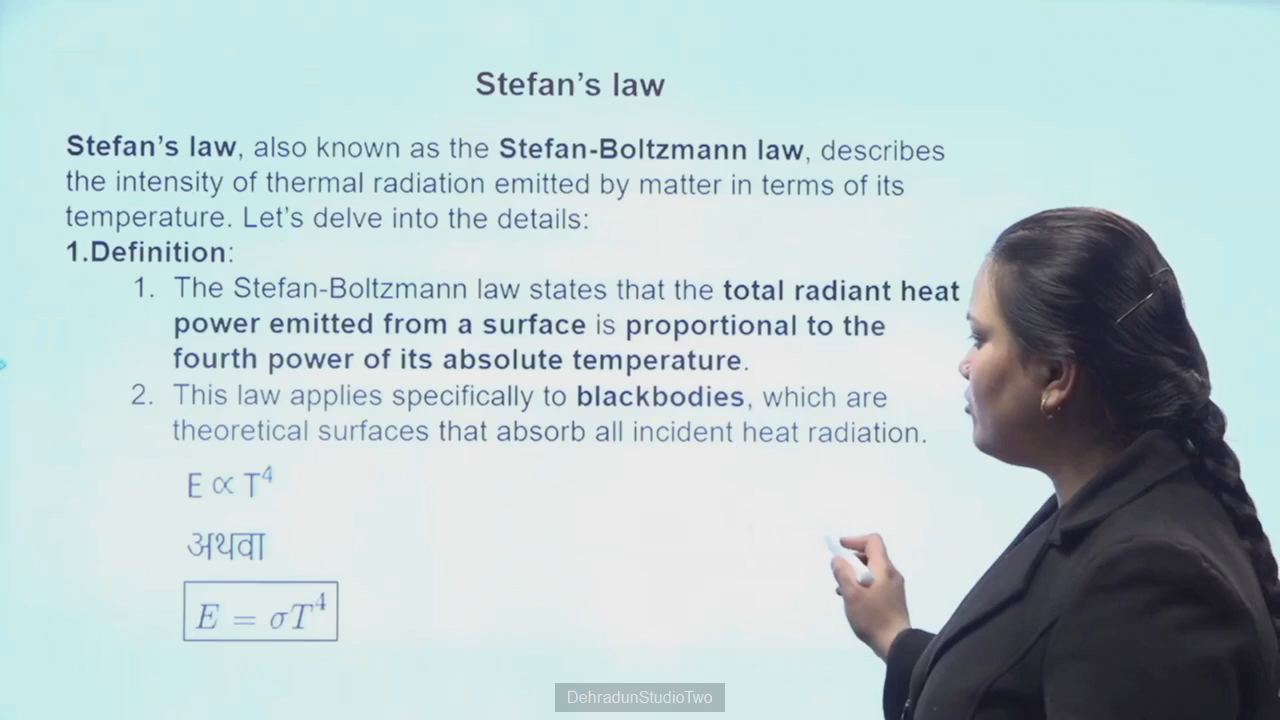 Stefan’s law
Stefan’s law, also known as the Stefan-Boltzmann law, describes
the intensity of thermal radiation emitted by matter in terms of its
temperature. Let’s delve into the details:
1.Definition:
1. The Stefan-Boltzmann law states that the total radiant heat
power emitted from a surface is proportional to the
fourth power of its absolute temperature.
2. This law applies specifically to blackbodies, which are
theoretical surfaces that absorb all incident heat radiation.
E ∝ T⁴
अथवा
E = σT⁴
DehradunStudioTwo